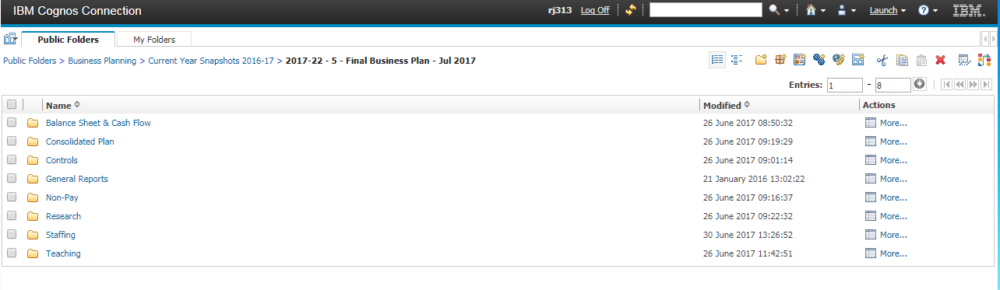 IBM Cognos Connection rj313 Log Off Launch ? IBM.
Public Folders My Folders
Public Folders > Business Planning > Current Year Snapshots 2016-17 > 2017-22 - 5 - Final Business Plan - Jul 2017
Entries: 1 - 8
Name Modified Actions
Balance Sheet & Cash Flow 26 June 2017 08:50:32 More...
Consolidated Plan 26 June 2017 09:19:29 More...
Controls 26 June 2017 09:01:14 More...
General Reports 21 January 2016 13:02:22 More...
Non-Pay 26 June 2017 09:16:37 More...
Research 26 June 2017 09:22:32 More...
Staffing 30 June 2017 13:26:52 More...
Teaching 26 June 2017 11:42:51 More...